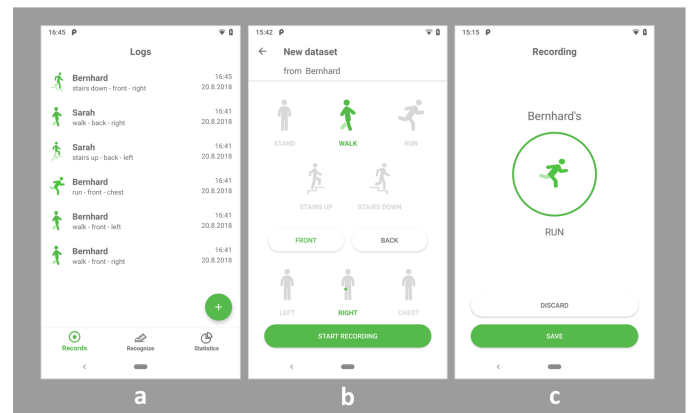 16:45 P
Logs
Bernhard 16:45
stairs down - front - right 20.8.2018
Sarah 16:41
walk - back - right 20.8.2018
Sarah 16:41
stairs up - back - left 20.8.2018
Bernhard 16:41
run - front - chest 20.8.2018
Bernhard 16:41
walk - front - left 20.8.2018
Bernhard 16:41
walk - front - right 20.8.2018
+
Records Recognize Statistics
a
15:42 P
New dataset
from Bernhard
STAND WALK RUN
STAIRS UP STAIRS DOWN
FRONT BACK
LEFT RIGHT CHEST
START RECORDING
b
15:15 P
Recording
Bernhard's
RUN
DISCARD
SAVE
c